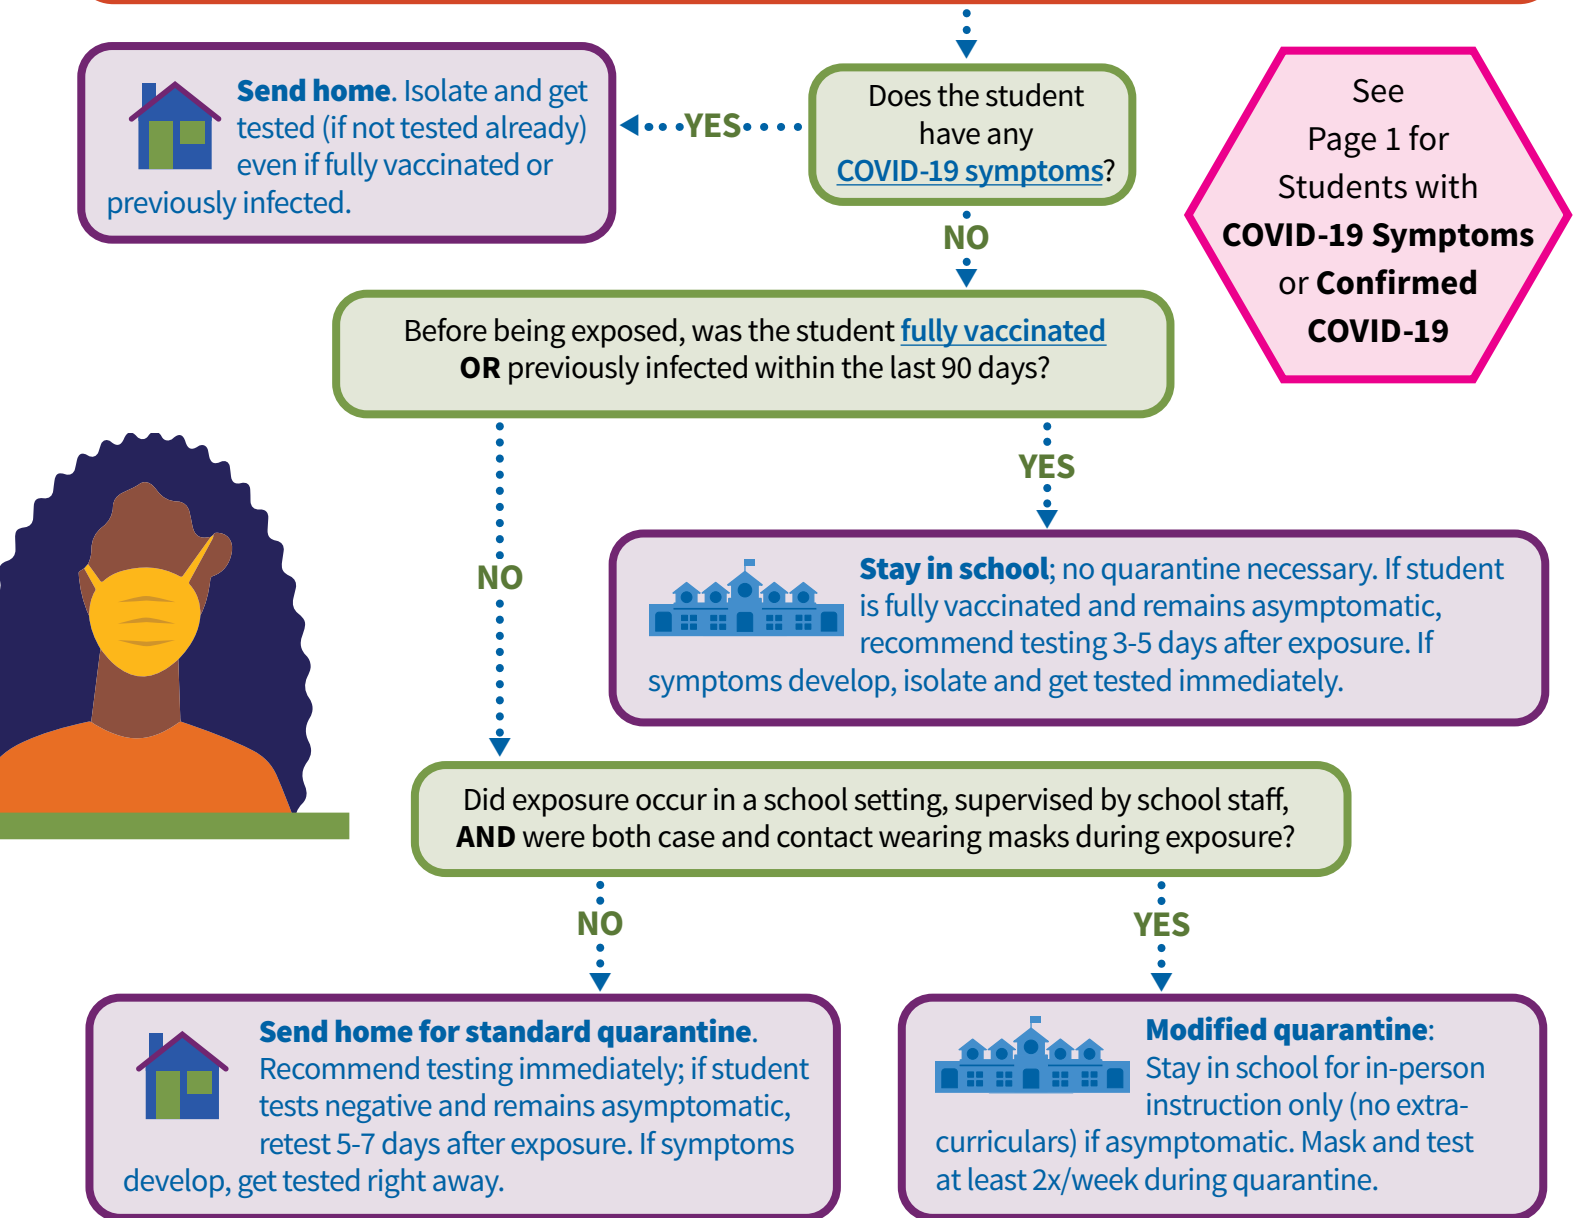 Send home. Isolate and get
tested (if not tested already)
even if fully vaccinated or
previously infected.
YES
Does the student
have any
COVID-19 symptoms?
See
Page 1 for
Students with
COVID-19 Symptoms
or Confirmed
COVID-19
NO
Before being exposed, was the student fully vaccinated
OR previously infected within the last 90 days?
YES
NO
Stay in school; no quarantine necessary. If student
is fully vaccinated and remains asymptomatic,
recommend testing 3-5 days after exposure. If
symptoms develop, isolate and get tested immediately.
Did exposure occur in a school setting, supervised by school staff,
AND were both case and contact wearing masks during exposure?
NO
YES
Send home for standard quarantine.
Recommend testing immediately; if student
tests negative and remains asymptomatic,
retest 5-7 days after exposure. If symptoms
develop, get tested right away.
Modified quarantine:
Stay in school for in-person
instruction only (no extra-
curriculars) if asymptomatic. Mask and test
at least 2x/week during quarantine.